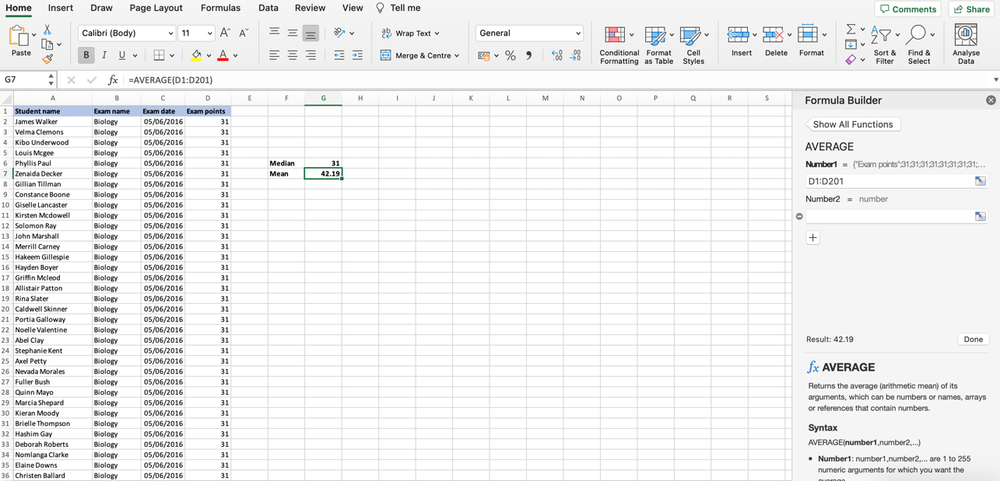 Home Insert Draw Page Layout Formulas Data Review View Tell me Comments Share
Paste
Calibri (Body) 11
B I U
Wrap Text
Merge & Centre
General
Conditional Formatting
Format as Table
Cell Styles
Insert Delete Format
Sort & Filter
Find & Select
Analyse Data
G7 fx =AVERAGE(D1:D201)
A B C D E F G H I J K L M N O P Q R S
1 Student name Exam name Exam date Exam points
2 James Walker Biology 05/06/2016 31
3 Velma Clemons Biology 05/06/2016 31
4 Kibo Underwood Biology 05/06/2016 31
5 Louis Mcgee Biology 05/06/2016 31
6 Phyllis Paul Biology 05/06/2016 31 Median 31
7 Zenaida Decker Biology 05/06/2016 31 Mean 42.19
8 Gillian Tillman Biology 05/06/2016 31
9 Constance Boone Biology 05/06/2016 31
10 Giselle Lancaster Biology 05/06/2016 31
11 Kirsten Mcdowell Biology 05/06/2016 31
12 Solomon Ray Biology 05/06/2016 31
13 John Marshall Biology 05/06/2016 31
14 Merrill Carney Biology 05/06/2016 31
15 Hakeem Gillespie Biology 05/06/2016 31
16 Hayden Boyer Biology 05/06/2016 31
17 Griffin Mcleod Biology 05/06/2016 31
18 Allistair Patton Biology 05/06/2016 31
19 Rina Slater Biology 05/06/2016 31
20 Caldwell Skinner Biology 05/06/2016 31
21 Portia Galloway Biology 05/06/2016 31
22 Noelle Valentine Biology 05/06/2016 31
23 Abel Clay Biology 05/06/2016 31
24 Stephanie Kent Biology 05/06/2016 31
25 Axel Petty Biology 05/06/2016 31
26 Nevada Morales Biology 05/06/2016 31
27 Fuller Bush Biology 05/06/2016 31
28 Quinn Mayo Biology 05/06/2016 31
29 Marcia Shepard Biology 05/06/2016 31
30 Kieran Moody Biology 05/06/2016 31
31 Brielle Thompson Biology 05/06/2016 31
32 Hashim Gay Biology 05/06/2016 31
33 Deborah Roberts Biology 05/06/2016 31
34 Nomlanga Clarke Biology 05/06/2016 31
35 Elaine Downs Biology 05/06/2016 31
36 Christen Ballard Biology 05/06/2016 31
Formula Builder
Show All Functions
AVERAGE
Number1 = {"Exam points";31;31;31;31;31;31;31;31;...
D1:D201
Number2 = number
+
Result: 42.19 Done
fx AVERAGE
Returns the average (arithmetic mean) of its
arguments, which can be numbers or names, arrays
or references that contain numbers.
Syntax
AVERAGE(number1,number2,...)
▪ Number1: number1,number2,... are 1 to 255
numeric arguments for which you want the
average